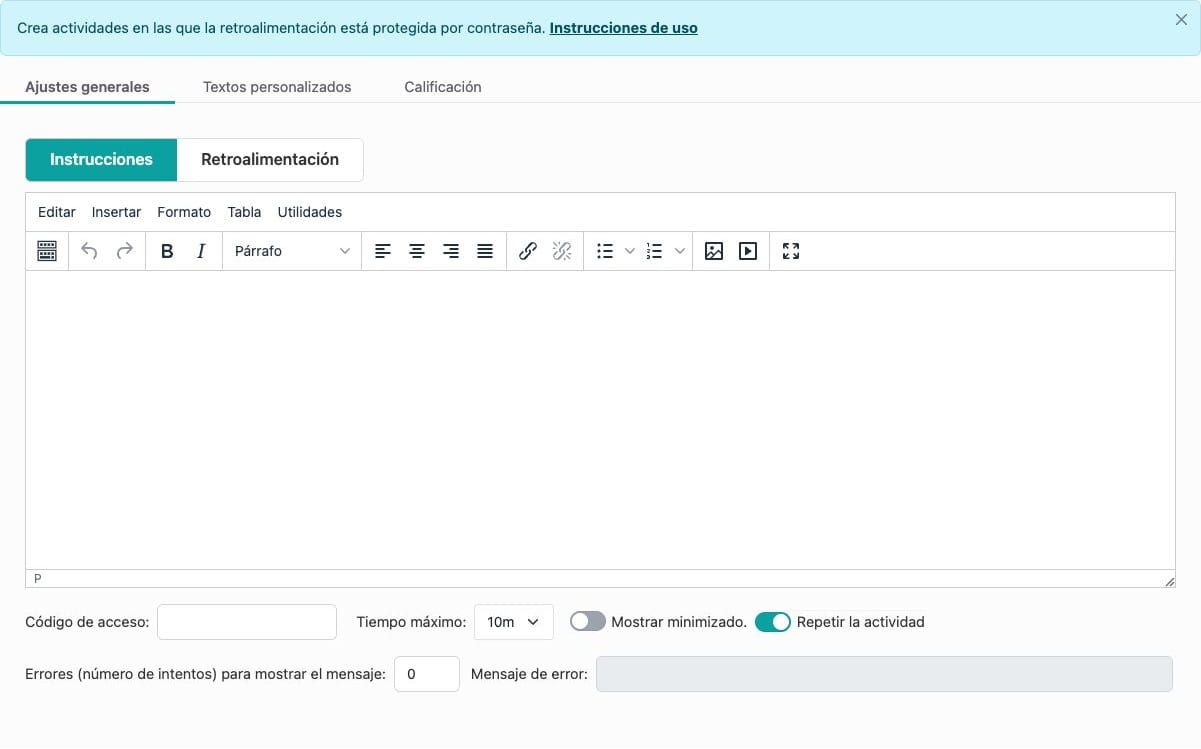 Crea actividades en las que la retroalimentación está protegida por contraseña. Instrucciones de uso
Ajustes generales Textos personalizados Calificación
Instrucciones Retroalimentación
Editar Insertar Formato Tabla Utilidades
B I Párrafo
P
Código de acceso: Tiempo máximo: 10m Mostrar minimizado. Repetir la actividad
Errores (número de intentos) para mostrar el mensaje: 0 Mensaje de error: